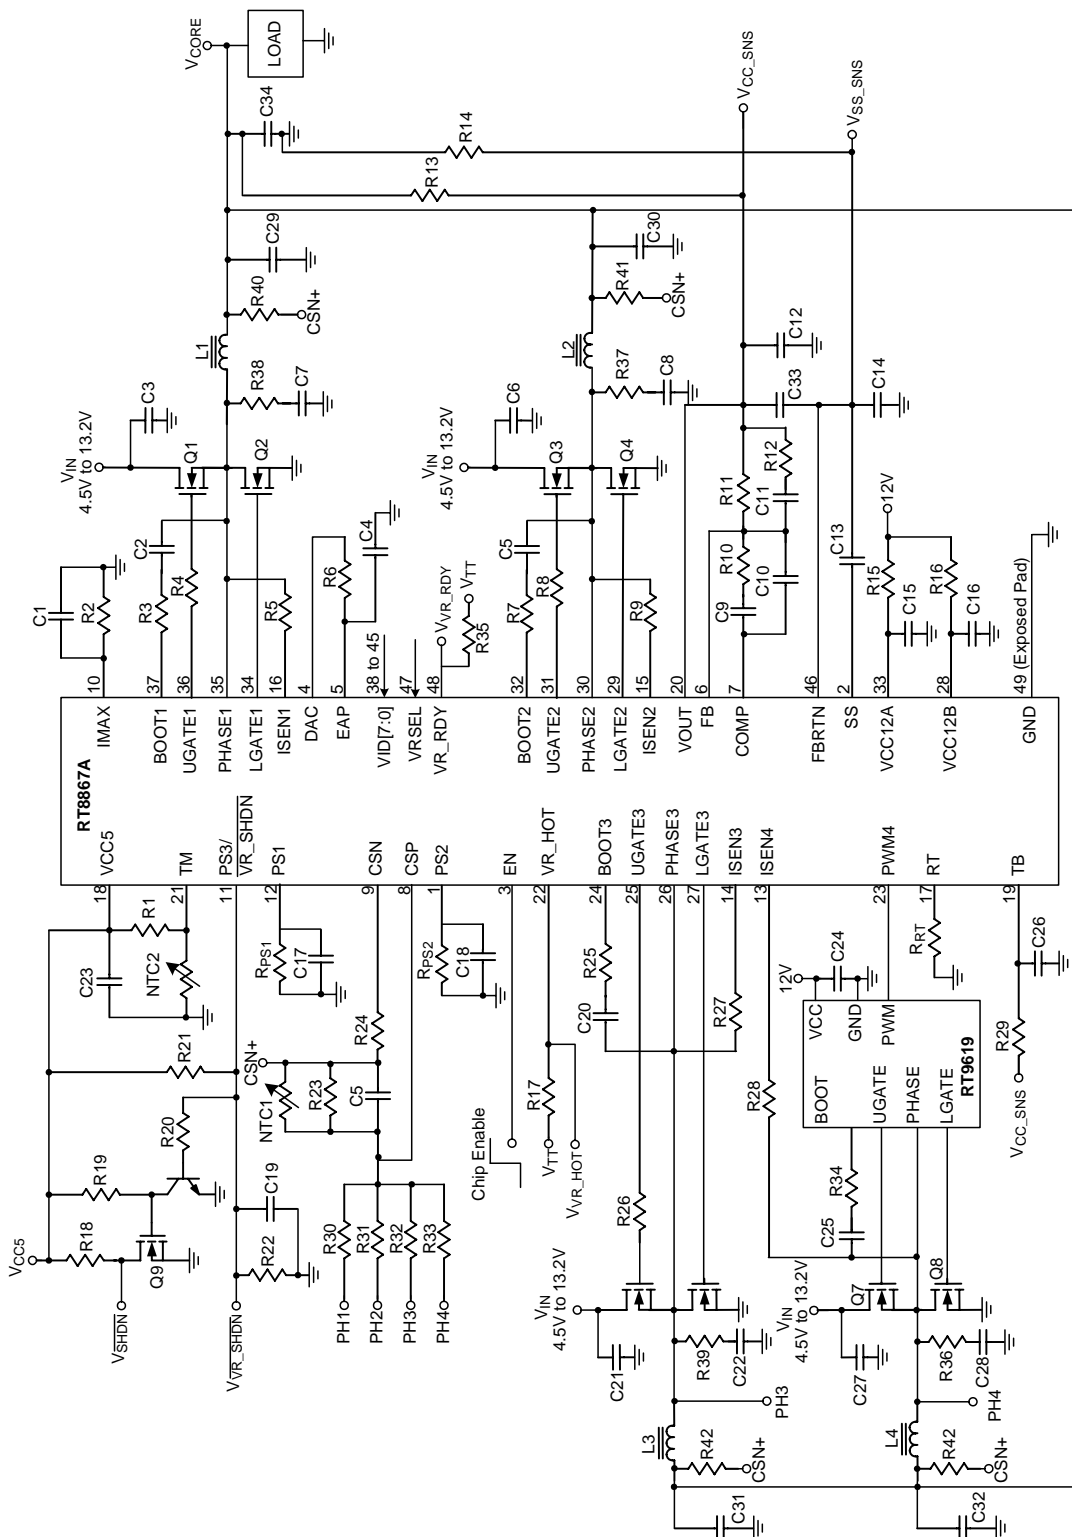 VCORE
LOAD
C34
R14
VCC_SNS
VSS_SNS
R13
C29
R40
CSN+
L1
R38
C7
C3
VIN
4.5V to 13.2V
Q1
Q2
C30
R41
CSN+
L2
R37
C8
C6
VIN
4.5V to 13.2V
Q3
Q4
C12
C33
C14
R12
R11
C11
R10
C10
C9
C13
12V
R15
C15
R16
C16
C1
R2
C2
R3
R4
R5
R6
C4
38 to 45
VVR_RDY
VTT
R35
C5
R7
R8
R9
49 (Exposed Pad)
10
37
36
35
34
16
4
5
47
48
32
31
30
29
15
20
6
7
46
2
33
28
IMAX
BOOT1
UGATE1
PHASE1
LGATE1
ISEN1
DAC
EAP
VID[7:0]
VRSEL
VR_RDY
BOOT2
UGATE2
PHASE2
LGATE2
ISEN2
VOUT
FB
COMP
FBRTN
SS
VCC12A
VCC12B
GND
RT8867A
VCC5
TM
PS3/
VR_SHDN
PS1
CSN
CSP
PS2
EN
VR_HOT
BOOT3
UGATE3
PHASE3
LGATE3
ISEN3
ISEN4
PWM4
RT
TB
18
21
11
12
9
8
1
3
22
24
25
26
27
14
13
23
17
19
R1
C23
NTC2
R21
R20
R19
R18
VCC5
Q9
VSHDN
C19
R22
VVR_SHDN
RPS1
C17
R24
CSN+
NTC1
R23
C5
RPS2
C18
R30
R31
R32
R33
PH1
PH2
PH3
PH4
Chip Enable
R17
VTT
VVR_HOT
R25
C20
R26
R27
R28
RRT
12V
C24
VCC
GND
PWM
BOOT
UGATE
PHASE
LGATE
RT9619
C26
R29
VCC_SNS
R34
C25
VIN
4.5V to 13.2V
C21
R39
C22
PH3
L3
R42
CSN+
C31
Q7
Q8
VIN
4.5V to 13.2V
C27
R36
C28
PH4
L4
R42
CSN+
C32